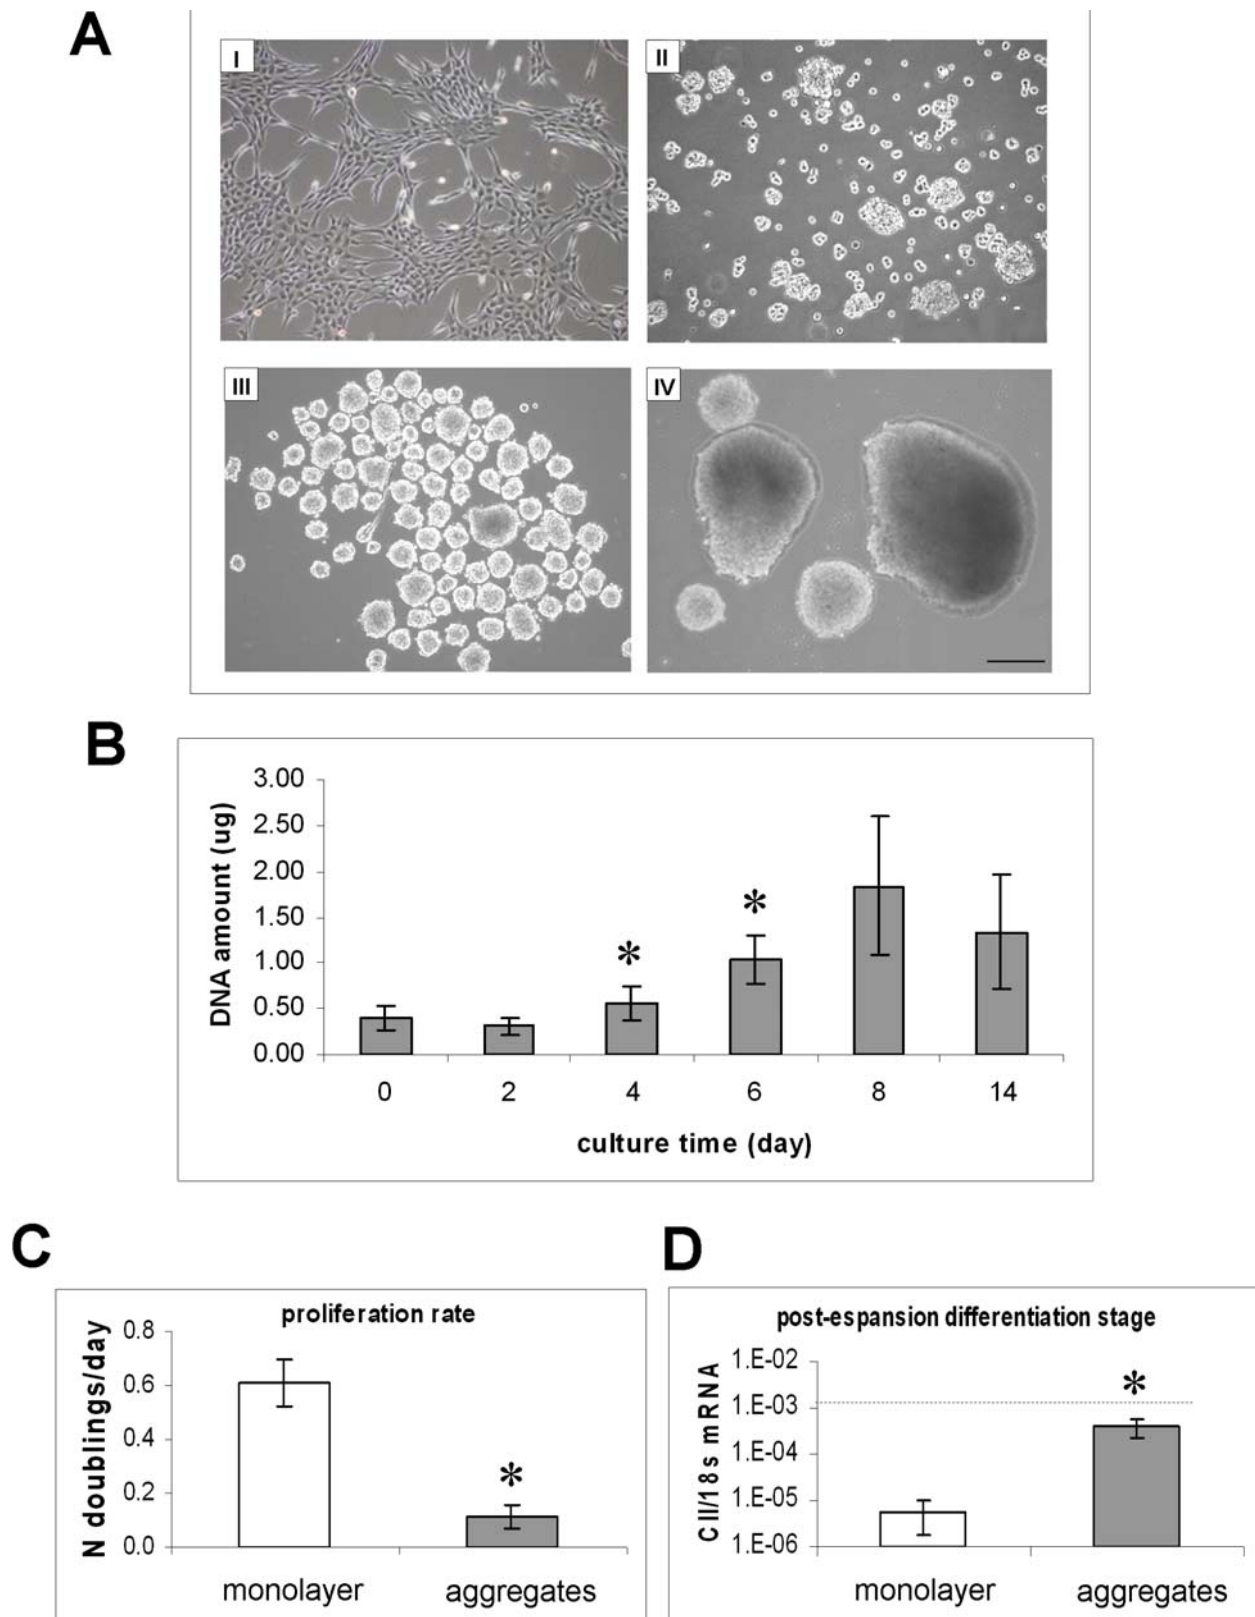 A
I
II
III
IV
B
DNA amount (ug)
3.00
2.50
2.00
1.50
1.00
0.50
0.00
*
*
0 2 4 6 8 14
culture time (day)
C
proliferation rate
N doublings/day
0.8
0.6
0.4
0.2
0.0
*
monolayer aggregates
D
post-espansion differentiation stage
CII/18s mRNA
1.E-02
1.E-03
1.E-04
1.E-05
1.E-06
*
monolayer aggregates